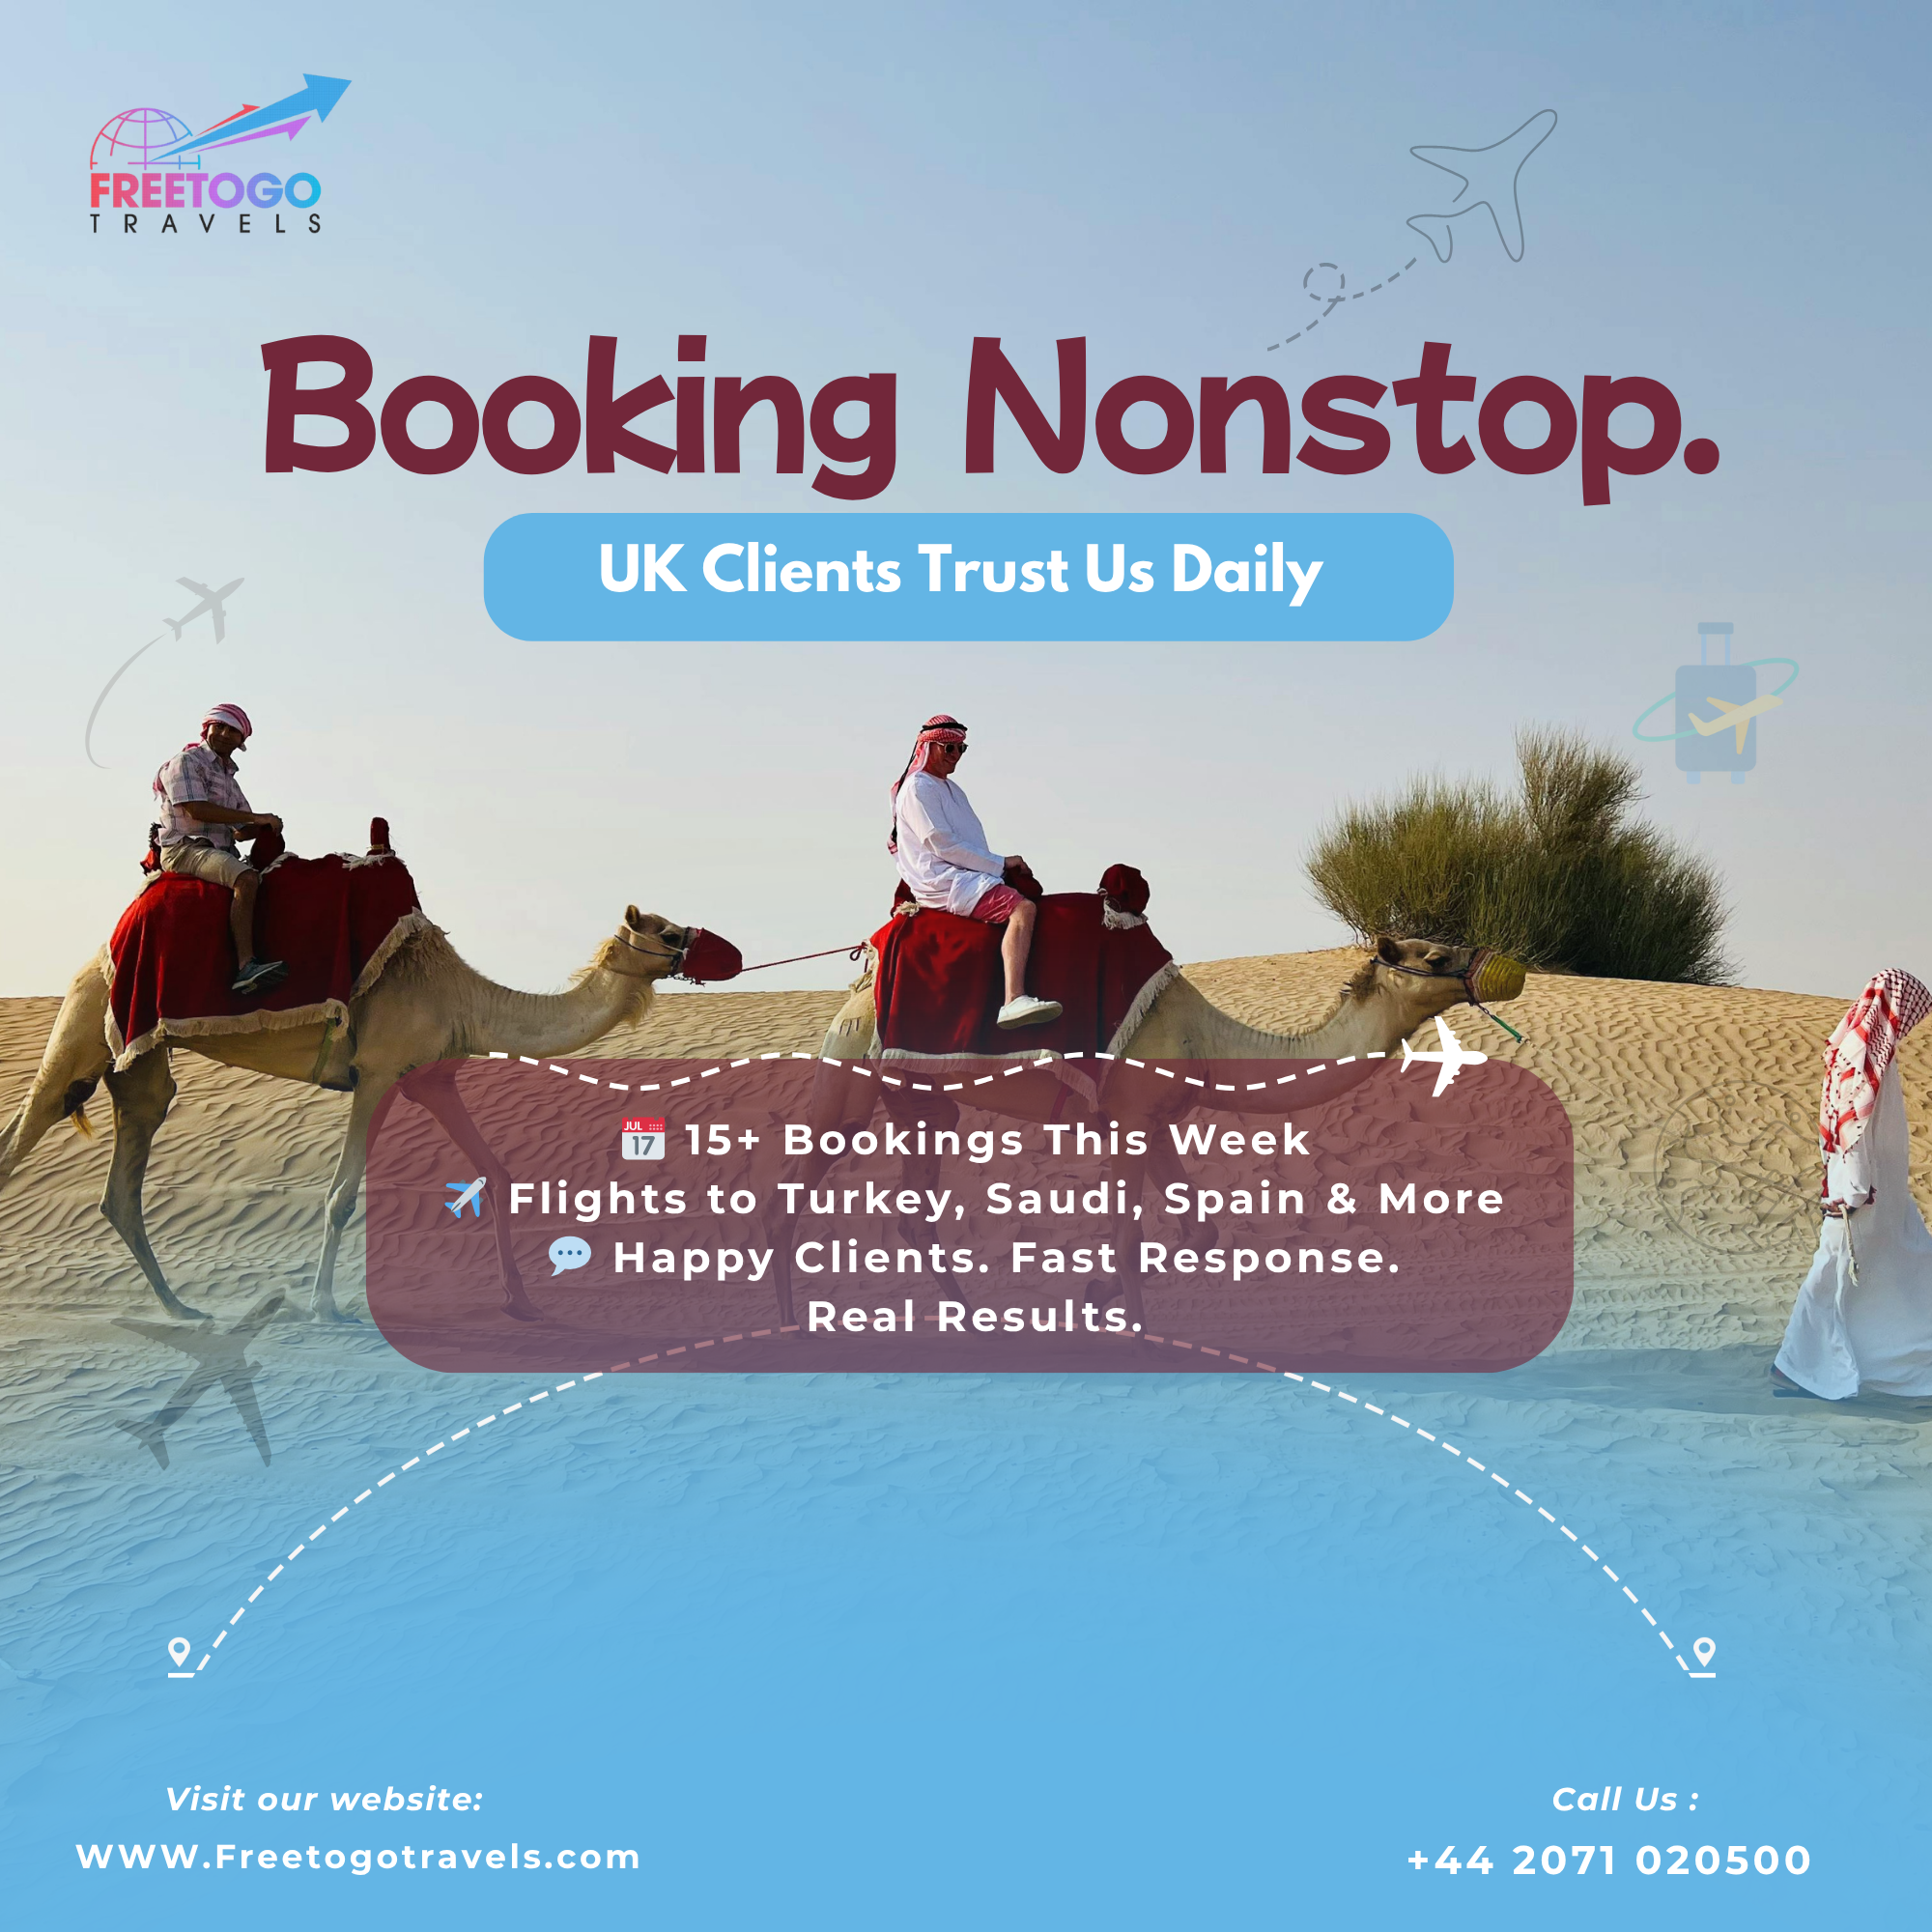 FREETOGO
TRAVELS
Booking Nonstop.
UK Clients Trust Us Daily
JUL
17
15+ Bookings This Week
Flights to Turkey, Saudi, Spain & More
Happy Clients. Fast Response.
Real Results.
Visit our website:
WWW.Freetogotravels.com
Call Us :
+44 2071 020500